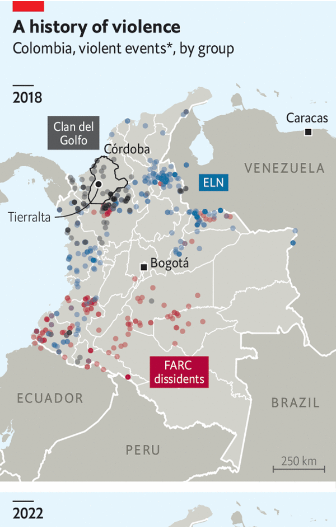 A history of violence
Colombia, violent events*, by group
2018
Clan del
Golfo
Córdoba
Caracas
VENEZUELA
ELN
Tierralta
Bogotá
FARC
dissidents
ECUADOR
BRAZIL
PERU
250 km
2022